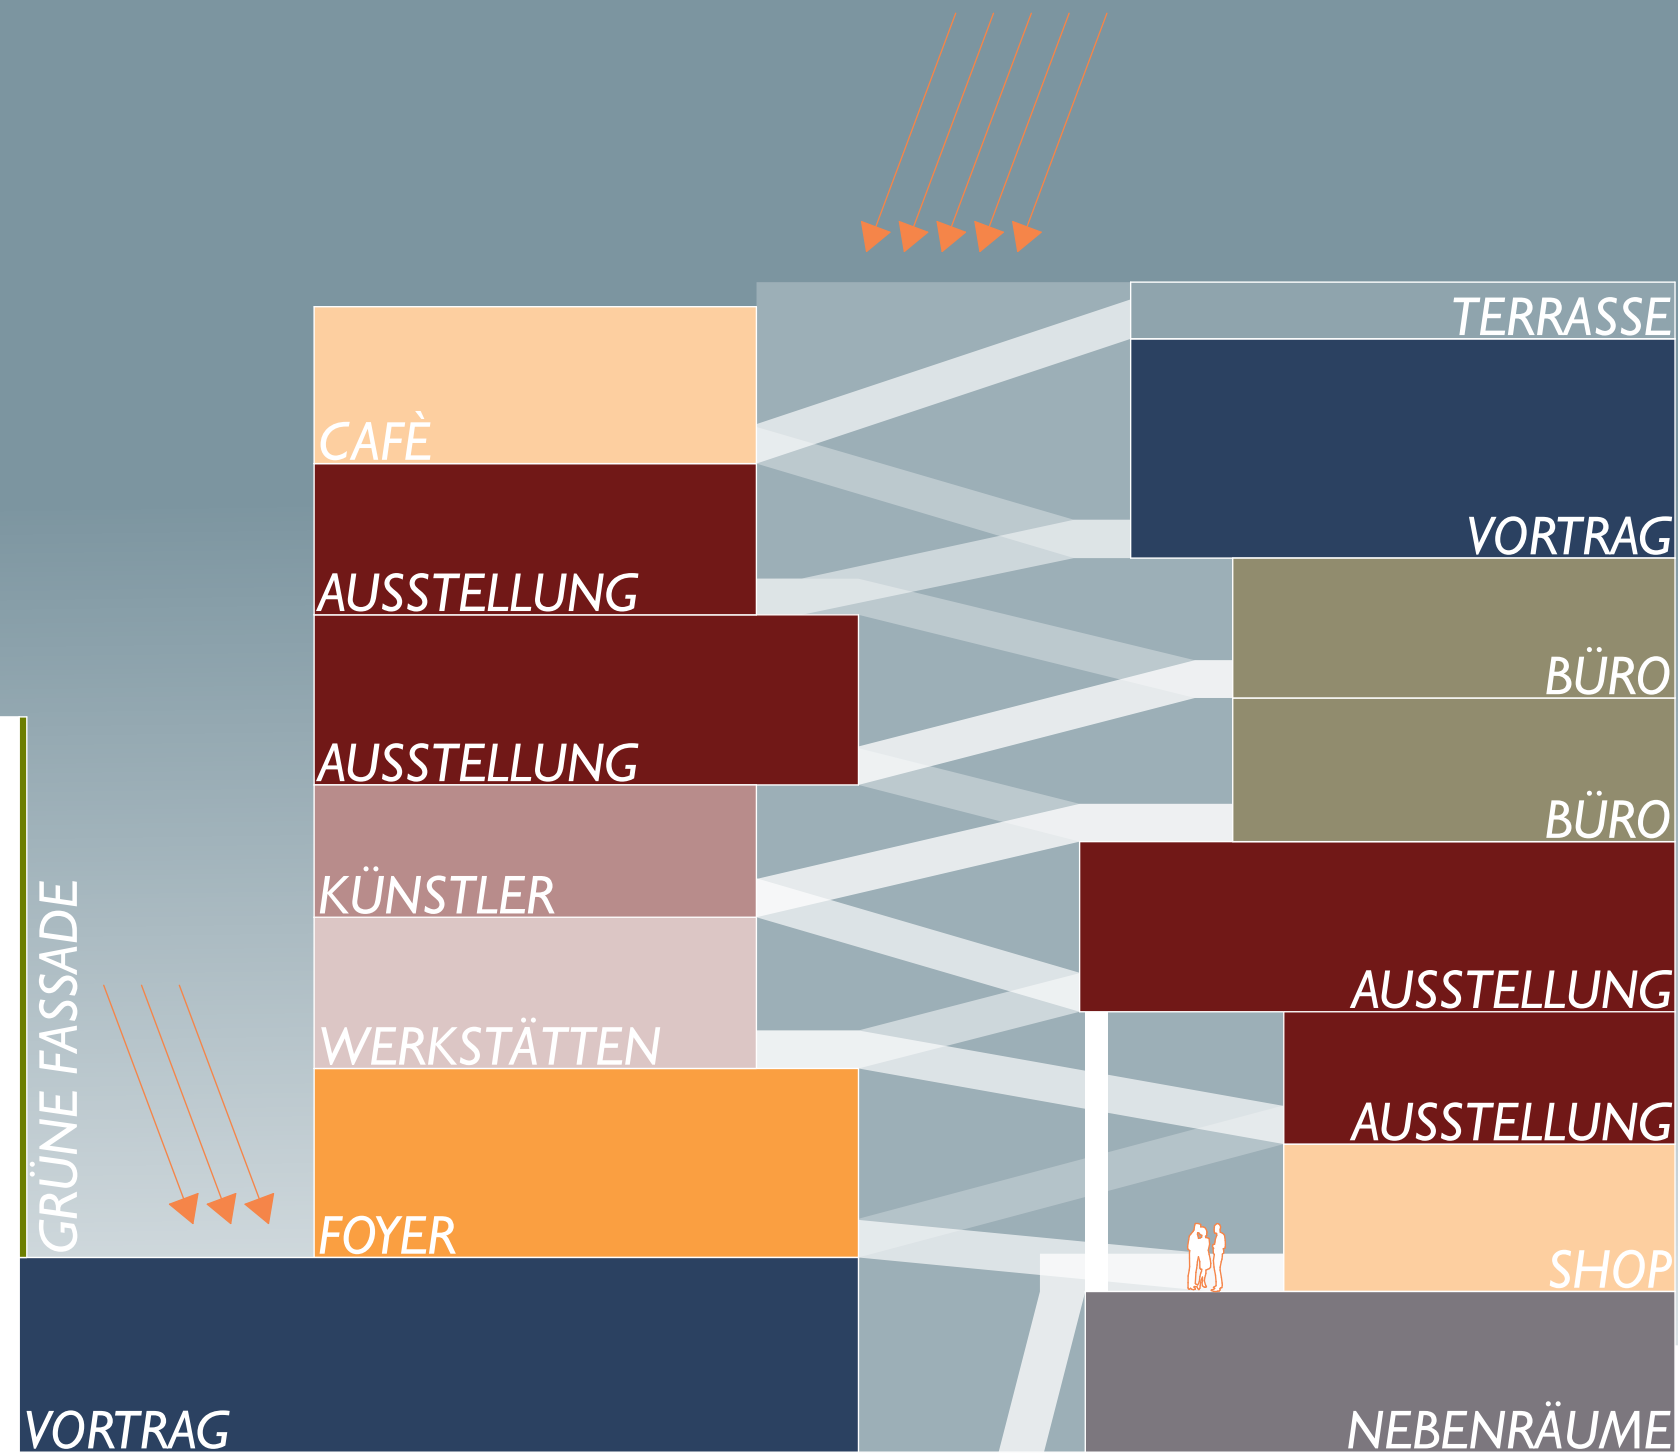 CAFÈ
AUSSTELLUNG
AUSSTELLUNG
KÜNSTLER
WERKSTÄTTEN
FOYER
VORTRAG
GRÜNE FASSADE
TERRASSE
VORTRAG
BÜRO
BÜRO
AUSSTELLUNG
AUSSTELLUNG
SHOP
NEBENRÄUME